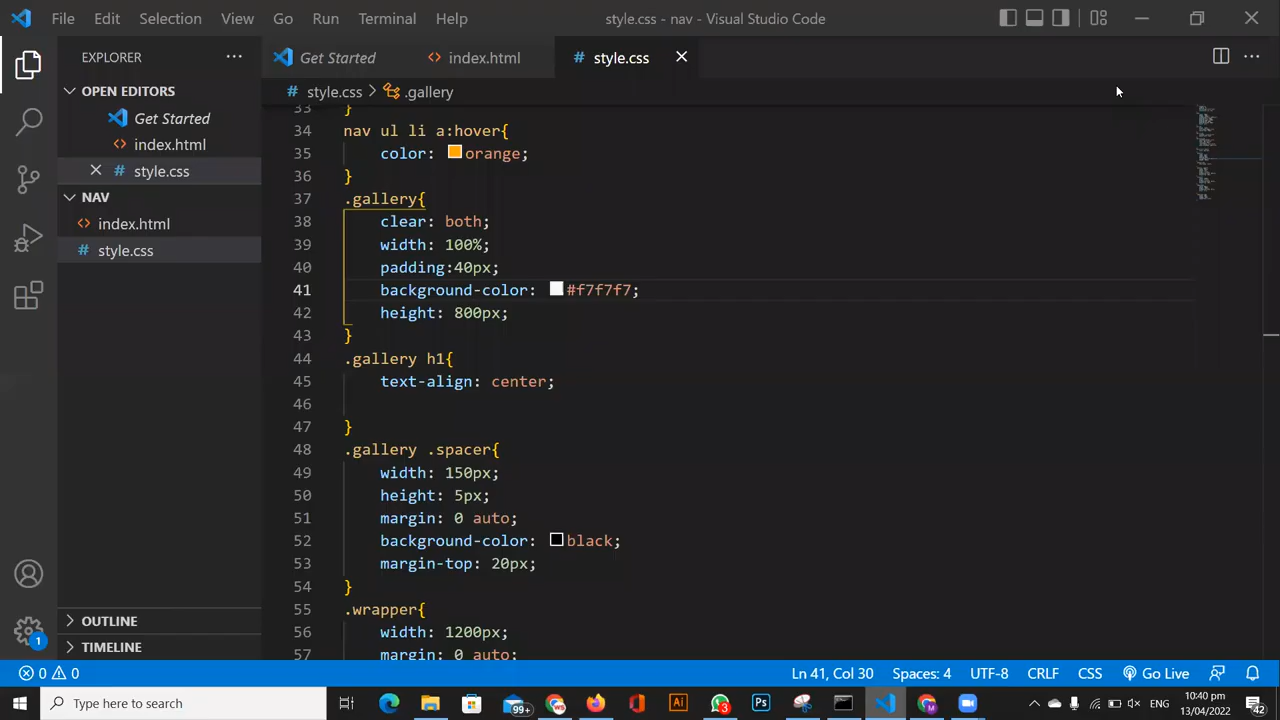 File Edit Selection View Go Run Terminal Help style.css - nav - Visual Studio Code
EXPLORER
OPEN EDITORS
Get Started
index.html
style.css
NAV
index.html
style.css
OUTLINE
TIMELINE
1
Get Started index.html style.css
style.css .gallery
33 }
34 nav ul li a:hover{
35 color: orange;
36 }
37 .gallery{
38 clear: both;
39 width: 100%;
40 padding:40px;
41 background-color: #f7f7f7;
42 height: 800px;
43 }
44 .gallery h1{
45 text-align: center;
46
47 }
48 .gallery .spacer{
49 width: 150px;
50 height: 5px;
51 margin: 0 auto;
52 background-color: black;
53 margin-top: 20px;
54 }
55 .wrapper{
56 width: 1200px;
57 margin: 0 auto;
0 0 Ln 41, Col 30 Spaces: 4 UTF-8 CRLF CSS Go Live
Type here to search 99+ Ai 3 Ps ENG 10:40 pm 42
13/04/2022